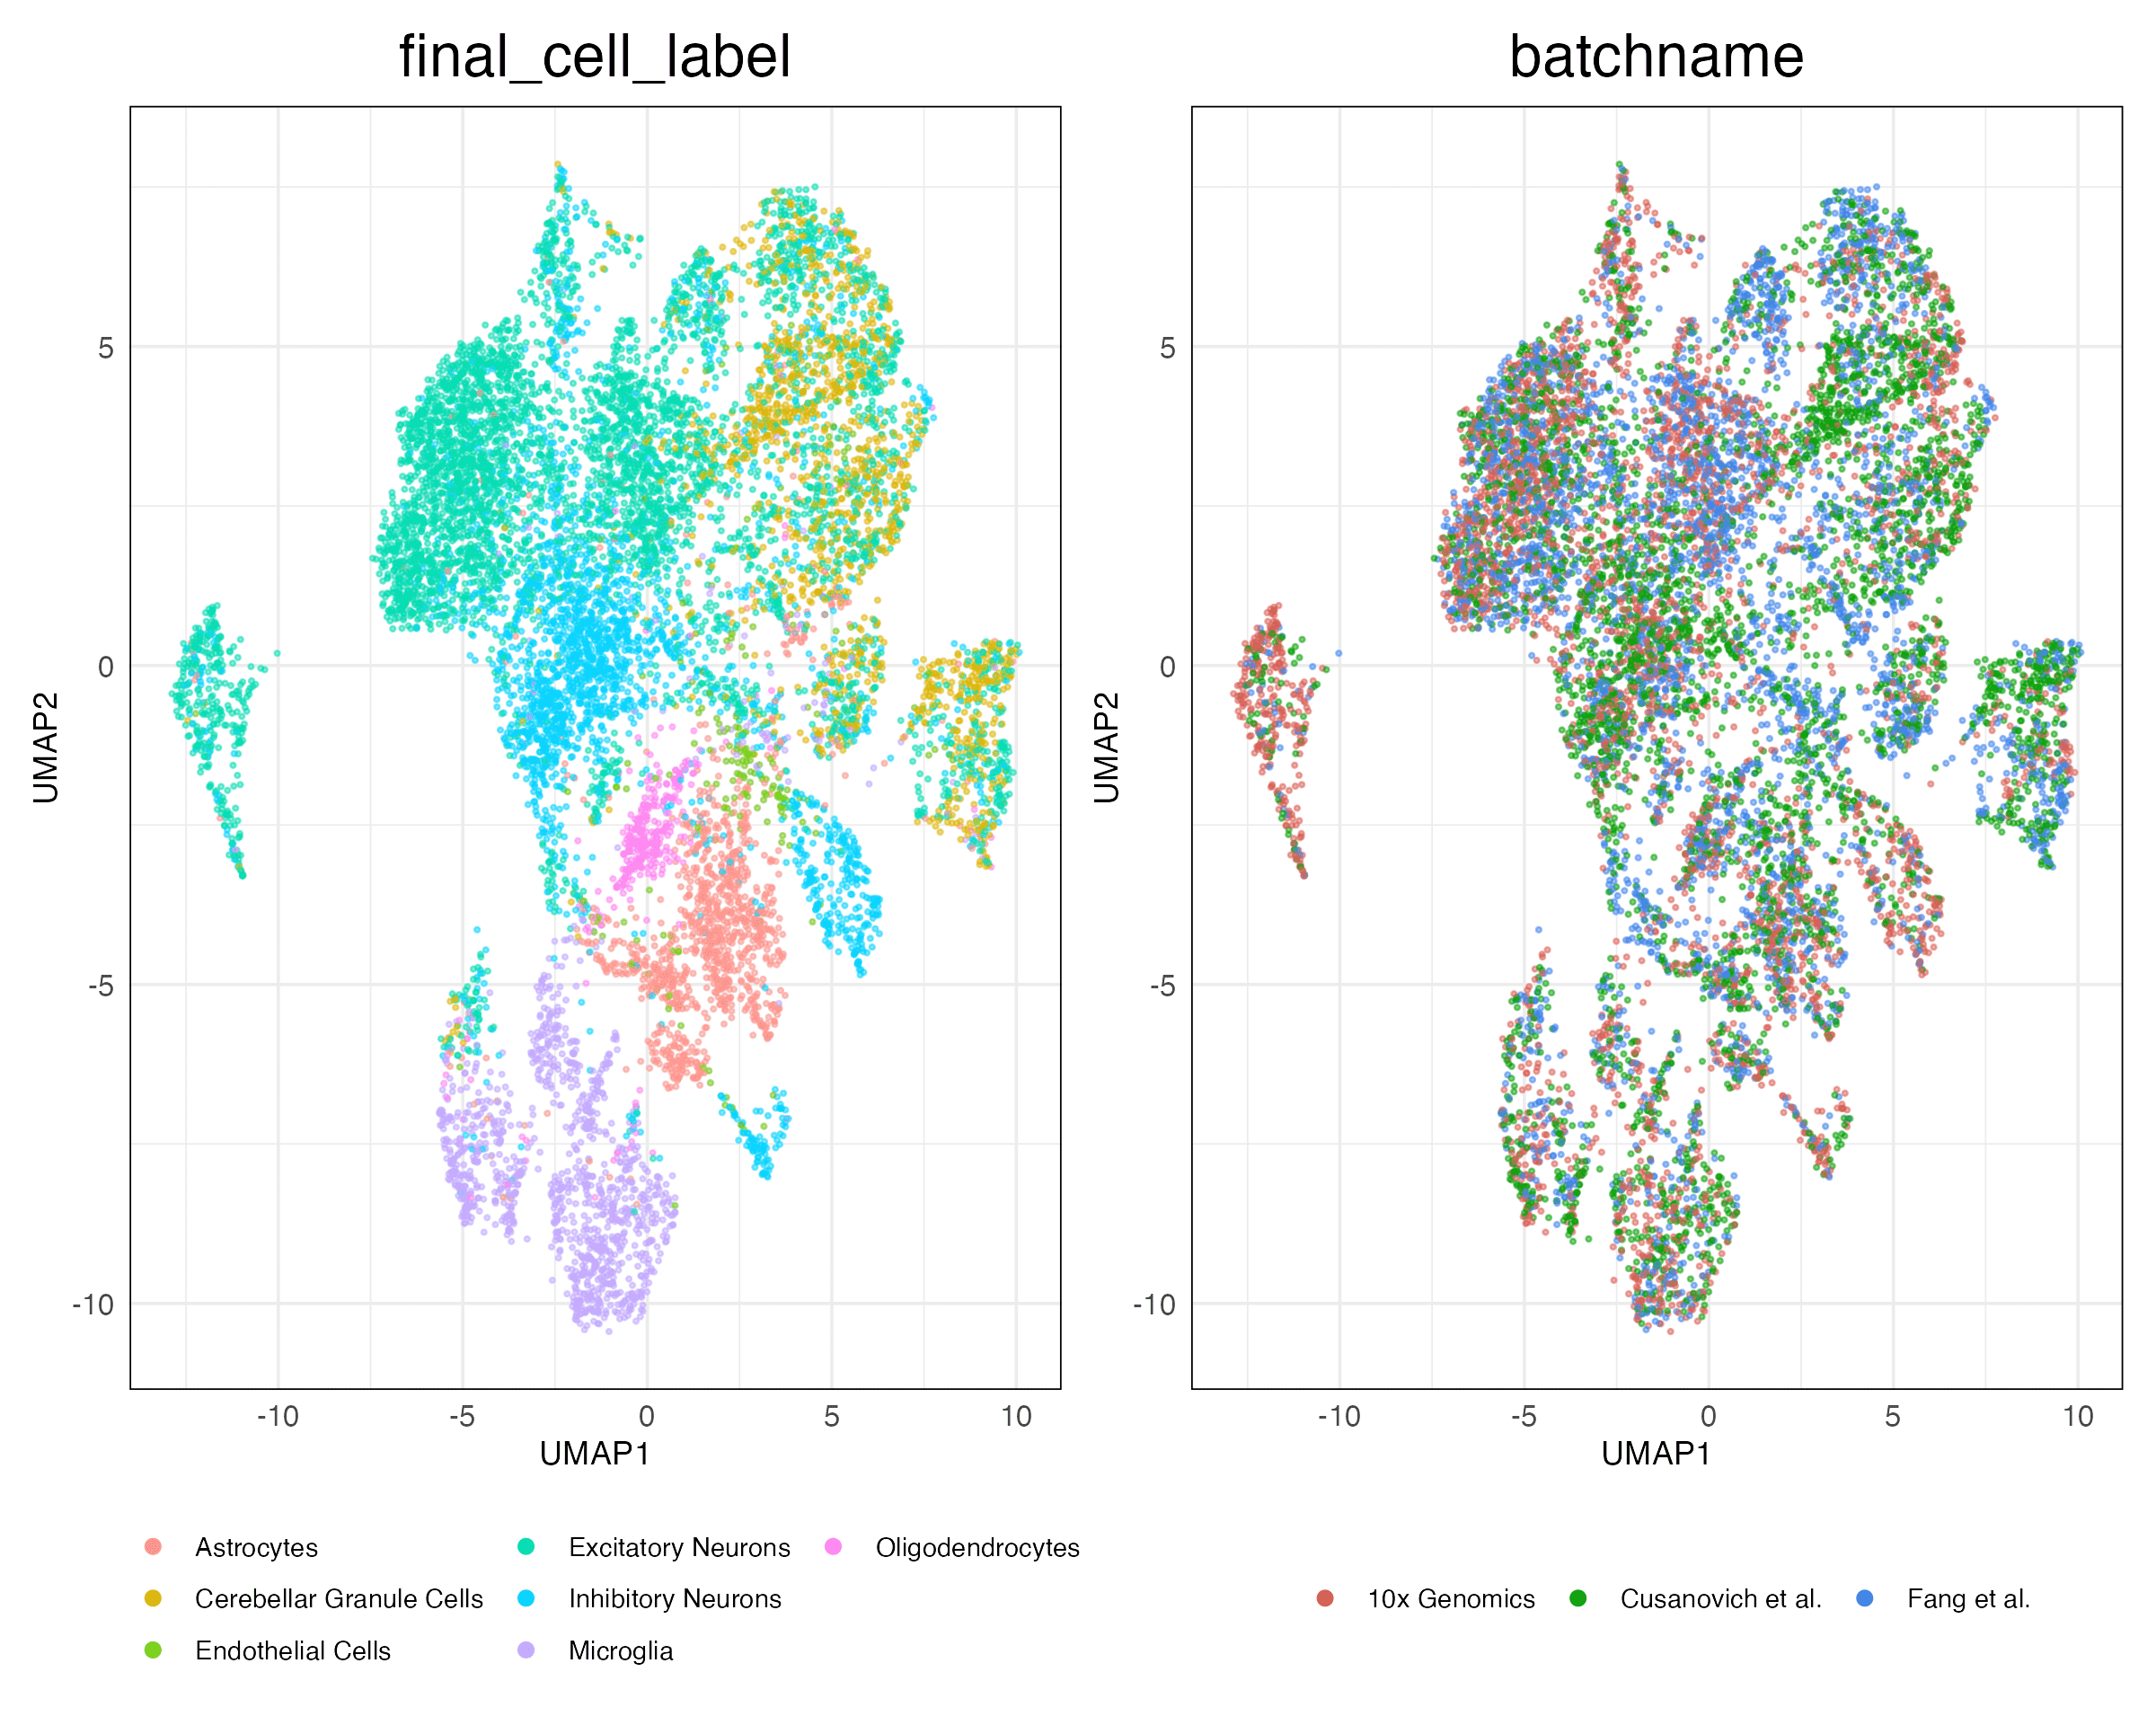 final_cell_label
batchname
UMAP2
5
0
-5
-10
-10 -5 0 5 10
UMAP1
UMAP2
5
0
-5
-10
-10 -5 0 5 10
UMAP1
Astrocytes Excitatory Neurons Oligodendrocytes
Cerebellar Granule Cells Inhibitory Neurons
Endothelial Cells Microglia
10x Genomics Cusanovich et al. Fang et al.